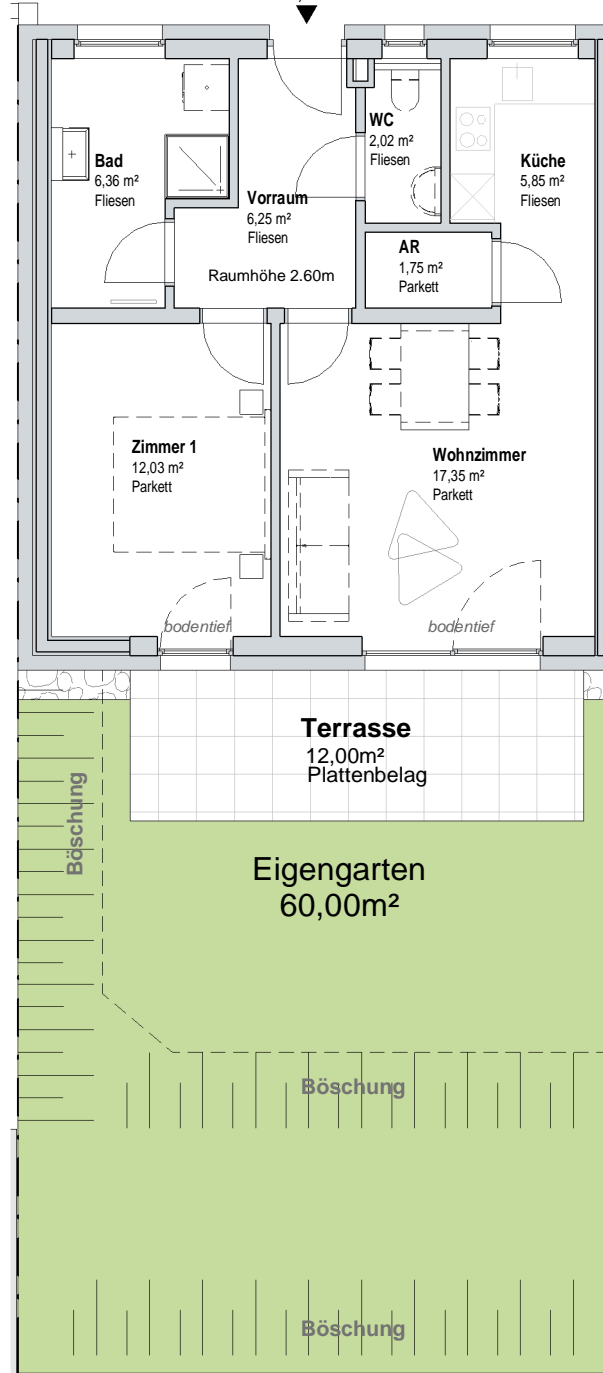 WC
2,02 m²
Fliesen
Bad
6,36 m²
Fliesen
Küche
5,85 m²
Fliesen
Vorraum
6,25 m²
Fliesen
AR
1,75 m²
Parkett
Raumhöhe 2.60m
Zimmer 1
12,03 m²
Parkett
Wohnzimmer
17,35 m²
Parkett
bodentief
bodentief
Terrasse
12,00m²
Plattenbelag
Böschung
Eigengarten
60,00m²
Böschung
Böschung